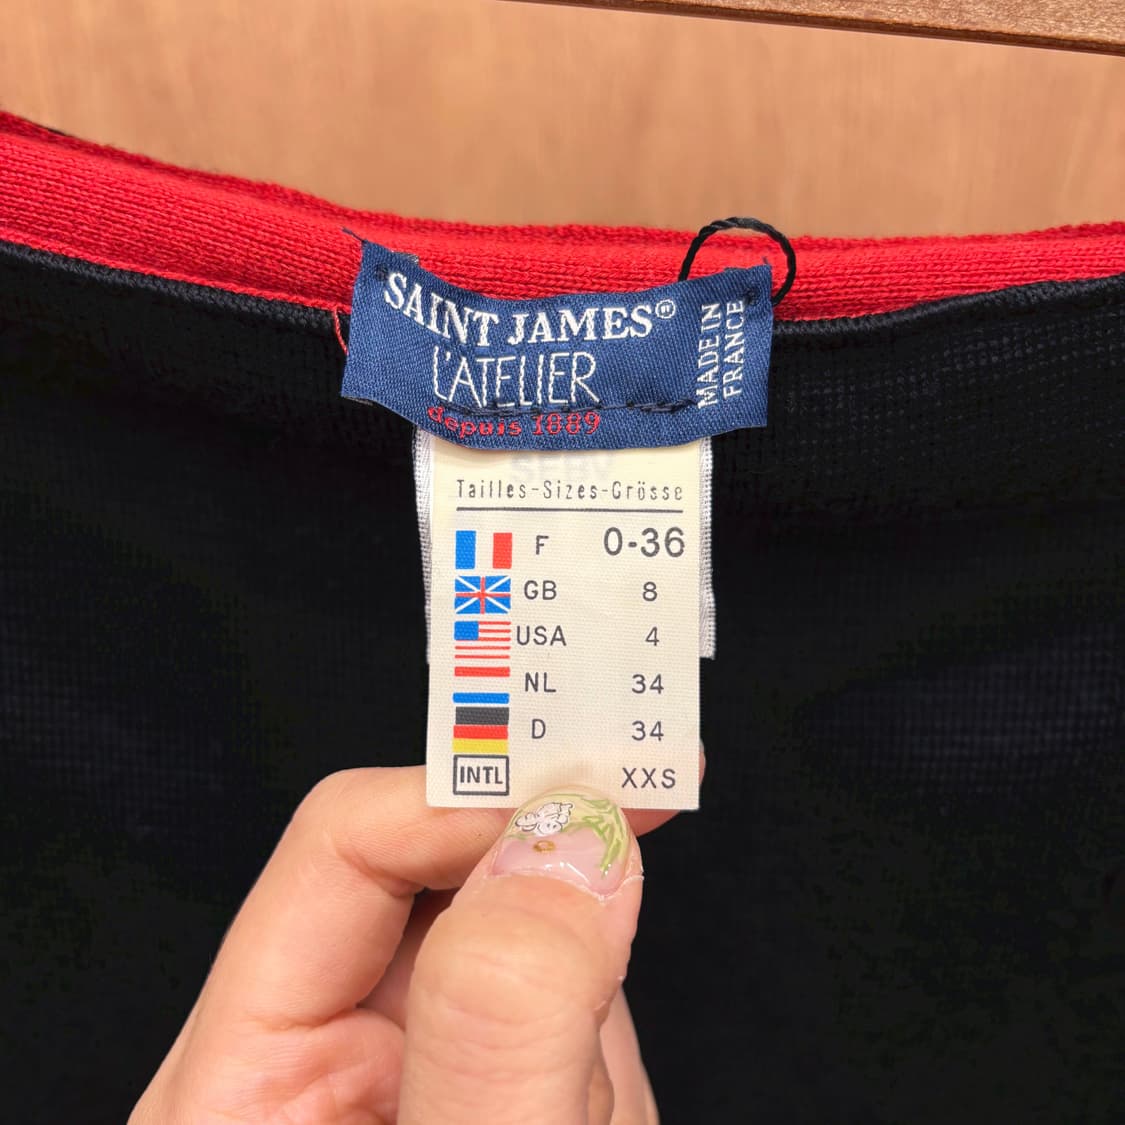 SAINT JAMES®
L'ATELIER
depuis 1889
MADE IN
FRANCE
Tailles-Sizes-Grösse
F 0-36
GB 8
USA 4
NL 34
D 34
INTL XXS